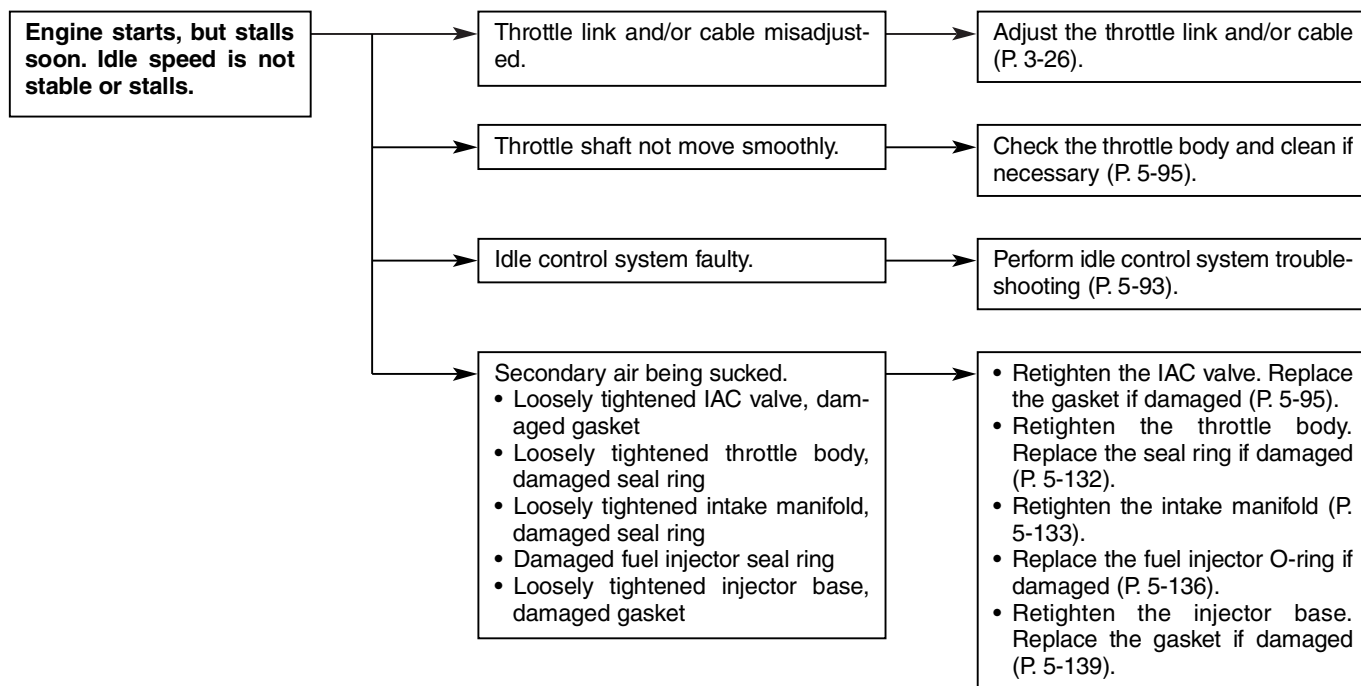 Engine starts, but stalls
soon. Idle speed is not
stable or stalls.
Throttle link and/or cable misadjust-
ed.
Adjust the throttle link and/or cable
(P. 3-26).
Throttle shaft not move smoothly.
Check the throttle body and clean if
necessary (P. 5-95).
Idle control system faulty.
Perform idle control system trouble-
shooting (P. 5-93).
Secondary air being sucked.
• Loosely tightened IAC valve, dam-
aged gasket
• Loosely tightened throttle body,
damaged seal ring
• Loosely tightened intake manifold,
damaged seal ring
• Damaged fuel injector seal ring
• Loosely tightened injector base,
damaged gasket
• Retighten the IAC valve. Replace
the gasket if damaged (P. 5-95).
• Retighten the throttle body.
Replace the seal ring if damaged
(P. 5-132).
• Retighten the intake manifold (P.
5-133).
• Replace the fuel injector O-ring if
damaged (P. 5-136).
• Retighten the injector base.
Replace the gasket if damaged
(P. 5-139).